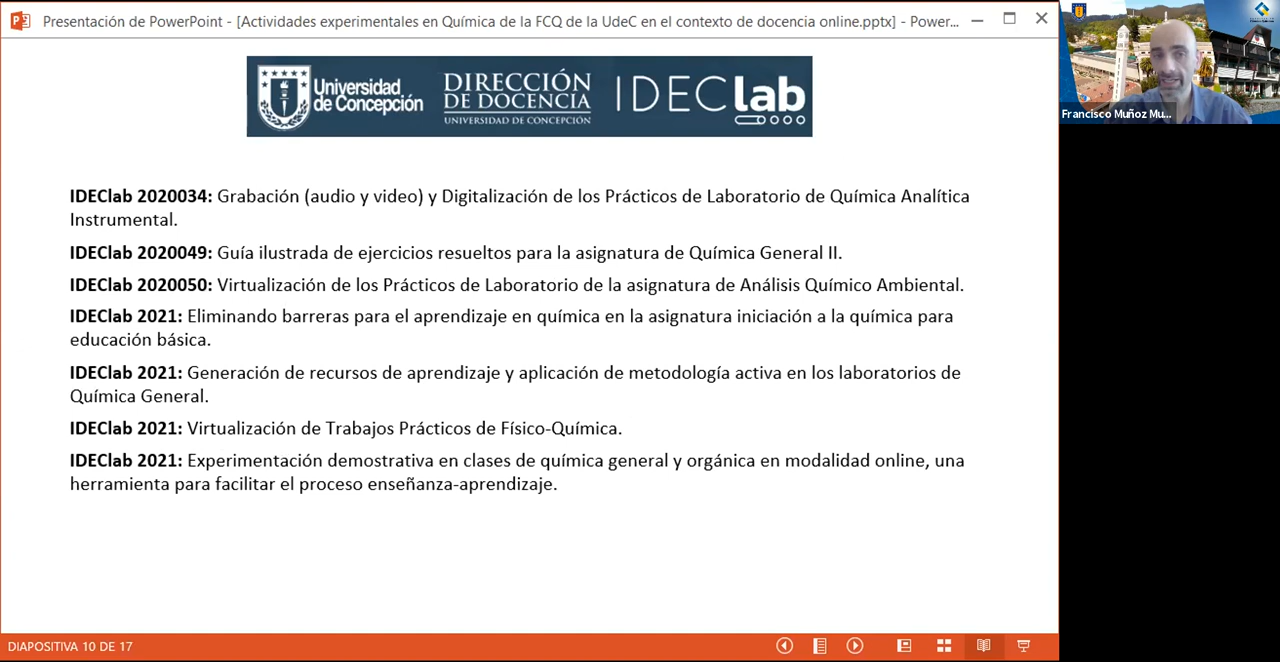 Presentación de PowerPoint - [Actividades experimentales en Química de la FCQ de la UdeC en el contexto de docencia online.pptx] - Power...
Universidad
de Concepción
DIRECCIÓN
DE DOCENCIA
UNIVERSIDAD DE CONCEPCIÓN
IDEClab
Francisco Muñoz Mu...
IDEClab 2020034: Grabación (audio y video) y Digitalización de los Prácticos de Laboratorio de Química Analítica
Instrumental.
IDEClab 2020049: Guía ilustrada de ejercicios resueltos para la asignatura de Química General II.
IDEClab 2020050: Virtualización de los Prácticos de Laboratorio de la asignatura de Análisis Químico Ambiental.
IDEClab 2021: Eliminando barreras para el aprendizaje en química en la asignatura iniciación a la química para
educación básica.
IDEClab 2021: Generación de recursos de aprendizaje y aplicación de metodología activa en los laboratorios de
Química General.
IDEClab 2021: Virtualización de Trabajos Prácticos de Físico-Química.
IDEClab 2021: Experimentación demostrativa en clases de química general y orgánica en modalidad online, una
herramienta para facilitar el proceso enseñanza-aprendizaje.
DIAPOSITIVA 10 DE 17